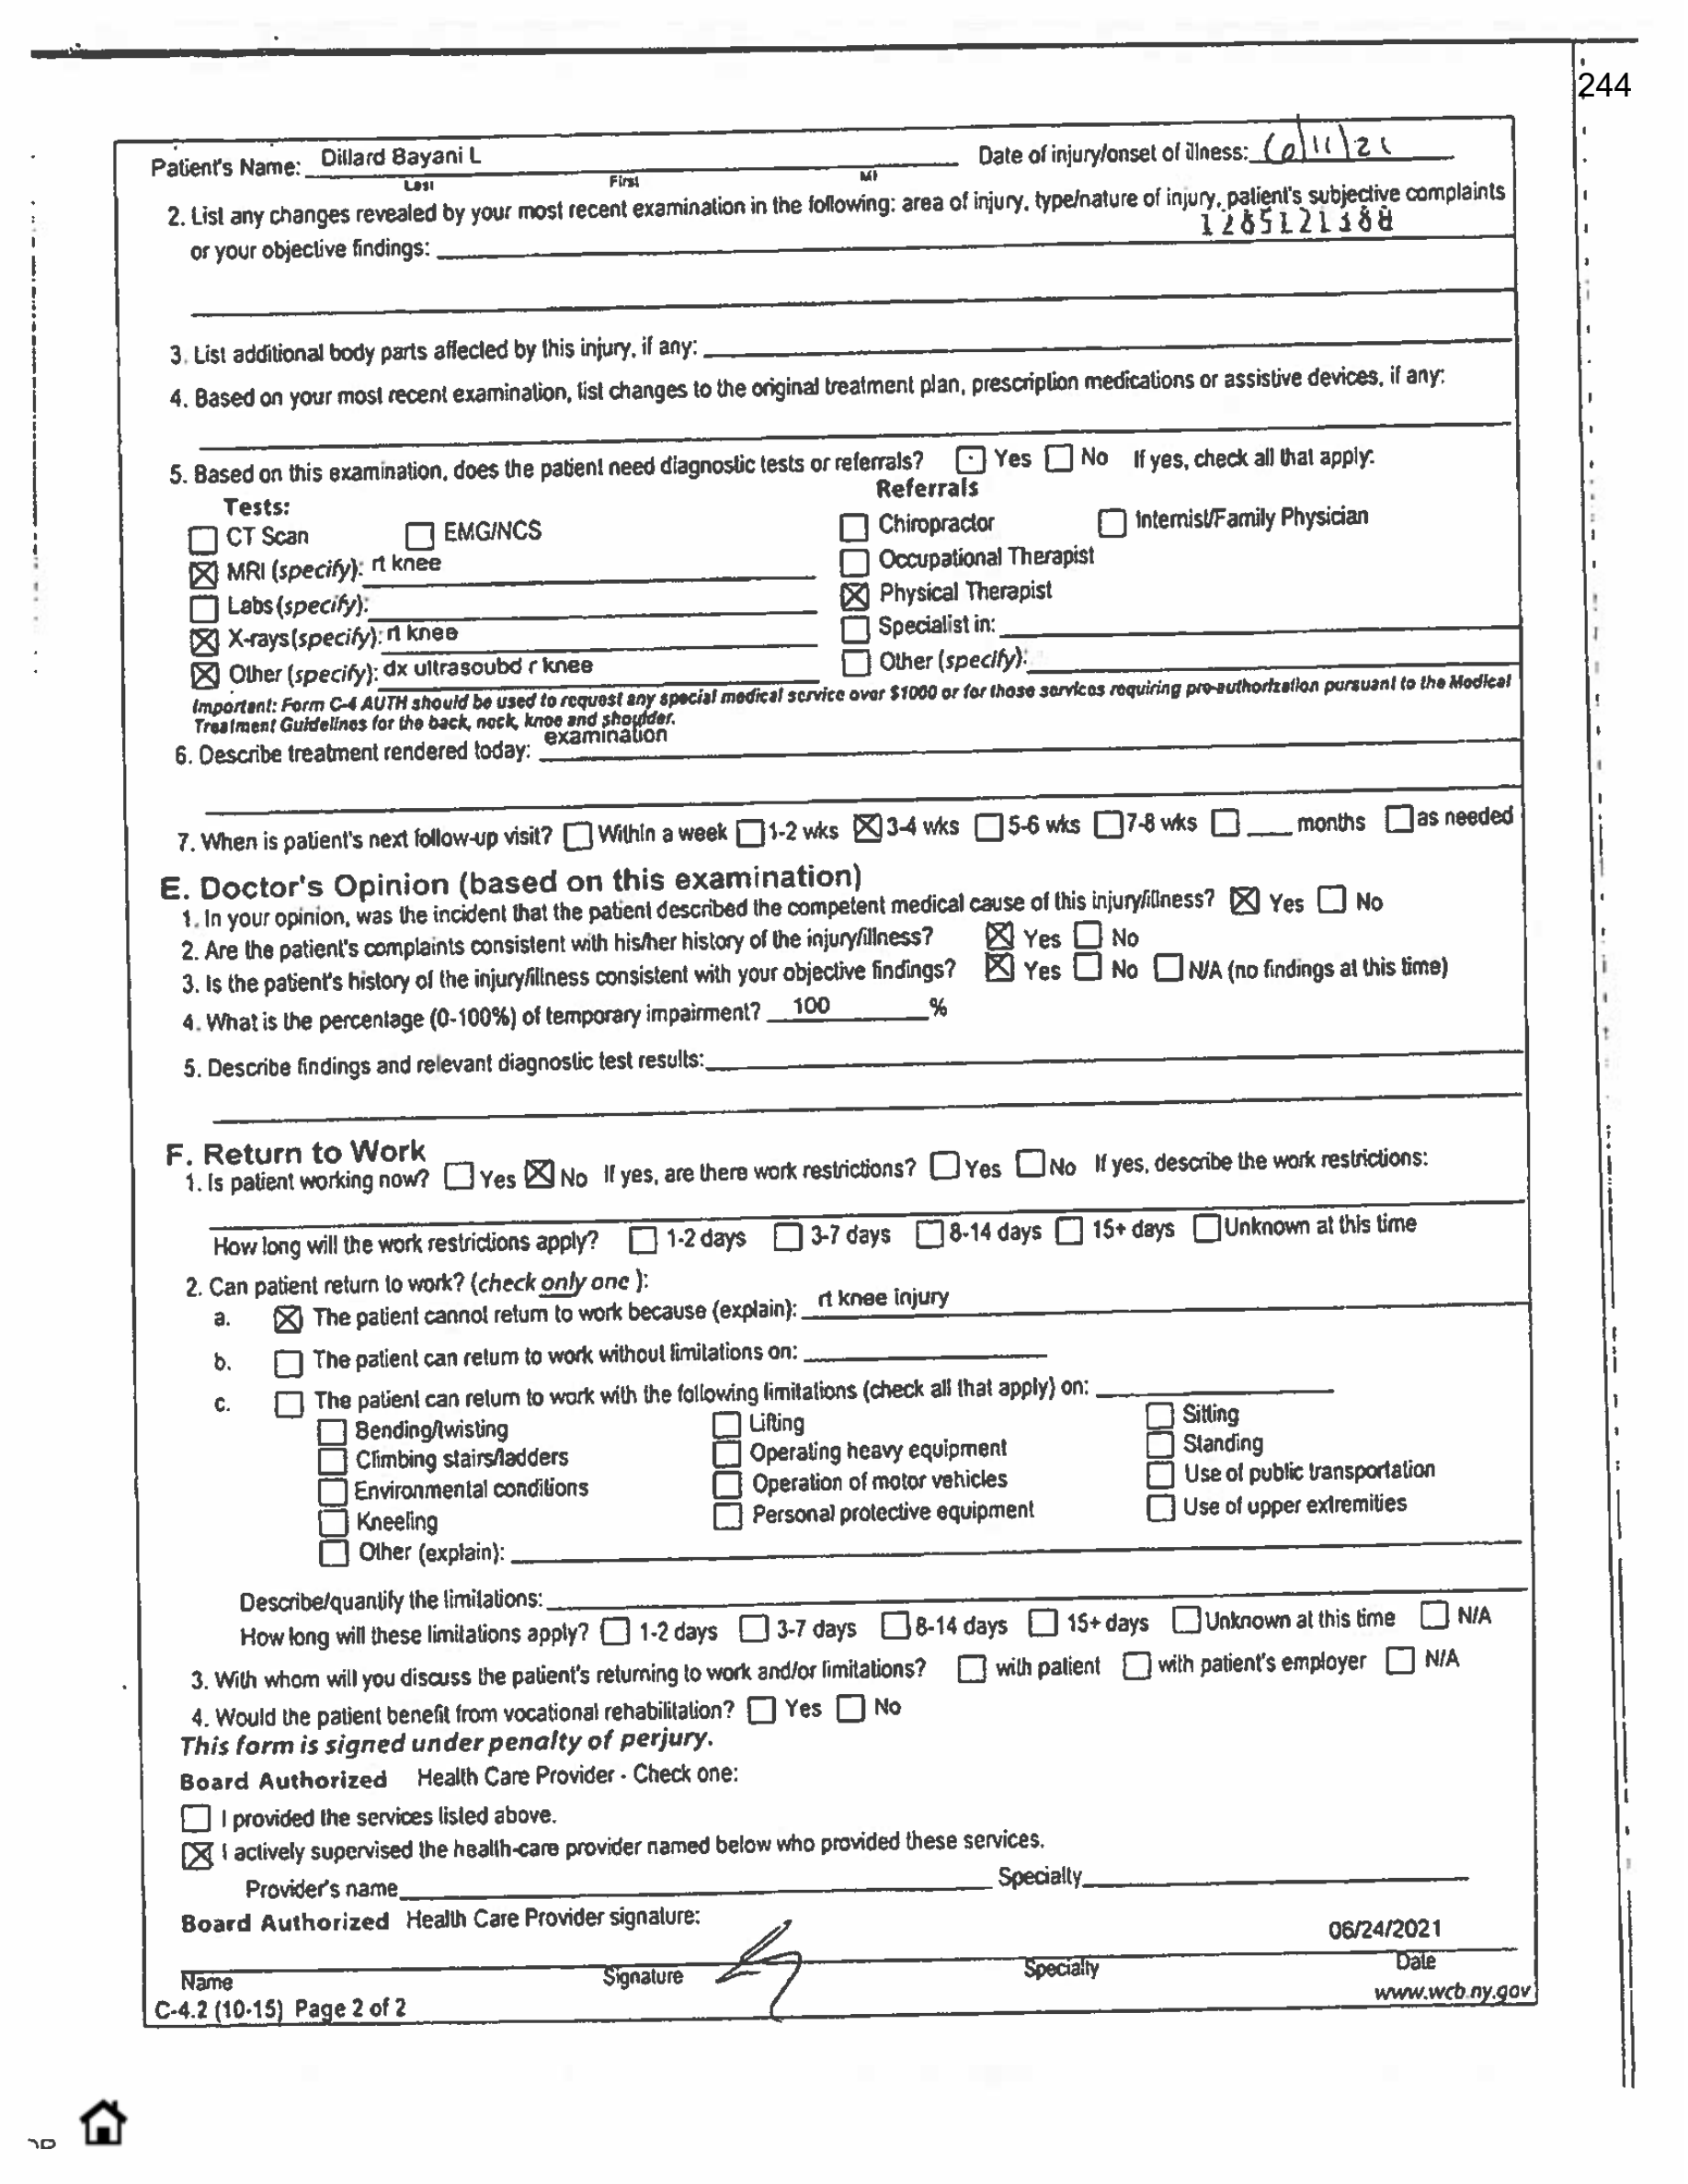 244
Patient's Name: Dillard Bayani L Date of injury/onset of illness: 6/11/21
Last First MI
2. List any changes revealed by your most recent examination in the following: area of injury, type/nature of injury, patient's subjective complaints
or your objective findings:
3. List additional body parts affected by this injury, if any:
4. Based on your most recent examination, list changes to the original treatment plan, prescription medications or assistive devices, if any:
5. Based on this examination, does the patient need diagnostic tests or referrals? Yes No If yes, check all that apply:
Tests: Referrals
CT Scan EMG/NCS Chiropractor Internist/Family Physician
MRI (specify): rt knee Occupational Therapist
Labs (specify): Physical Therapist
X-rays (specify): rt knee Specialist in:
Other (specify): dx ultrasoubd r knee Other (specify):
Important: Form C-4 AUTH should be used to request any special medical service over $1000 or for those services requiring pre-authorization pursuant to the Medical
Treatment Guidelines for the back, neck, knee and shoulder.
6. Describe treatment rendered today: examination
7. When is patient's next follow-up visit? Within a week 1-2 wks 3-4 wks 5-6 wks 7-8 wks ___ months as needed
E. Doctor's Opinion (based on this examination)
1. In your opinion, was the incident that the patient described the competent medical cause of this injury/illness? Yes No
2. Are the patient's complaints consistent with his/her history of the injury/illness? Yes No
3. Is the patient's history of the injury/illness consistent with your objective findings? Yes No N/A (no findings at this time)
4. What is the percentage (0-100%) of temporary impairment? 100 %
5. Describe findings and relevant diagnostic test results:
F. Return to Work
1. Is patient working now? Yes No If yes, are there work restrictions? Yes No If yes, describe the work restrictions:
How long will the work restrictions apply? 1-2 days 3-7 days 8-14 days 15+ days Unknown at this time
2. Can patient return to work? (check only one ):
a. The patient cannot return to work because (explain): rt knee injury
b. The patient can return to work without limitations on:
c. The patient can return to work with the following limitations (check all that apply) on:
Bending/twisting Lifting Sitting
Climbing stairs/ladders Operating heavy equipment Standing
Environmental conditions Operation of motor vehicles Use of public transportation
Kneeling Personal protective equipment Use of upper extremities
Other (explain):
Describe/quantify the limitations:
How long will these limitations apply? 1-2 days 3-7 days 8-14 days 15+ days Unknown at this time N/A
3. With whom will you discuss the patient's returning to work and/or limitations? with patient with patient's employer N/A
4. Would the patient benefit from vocational rehabilitation? Yes No
This form is signed under penalty of perjury.
Board Authorized Health Care Provider - Check one:
I provided the services listed above.
I actively supervised the health-care provider named below who provided these services.
Provider's name Specialty
Board Authorized Health Care Provider signature:
06/24/2021
Name Signature Specialty Date
C-4.2 (10-15) Page 2 of 2 www.wcb.ny.gov